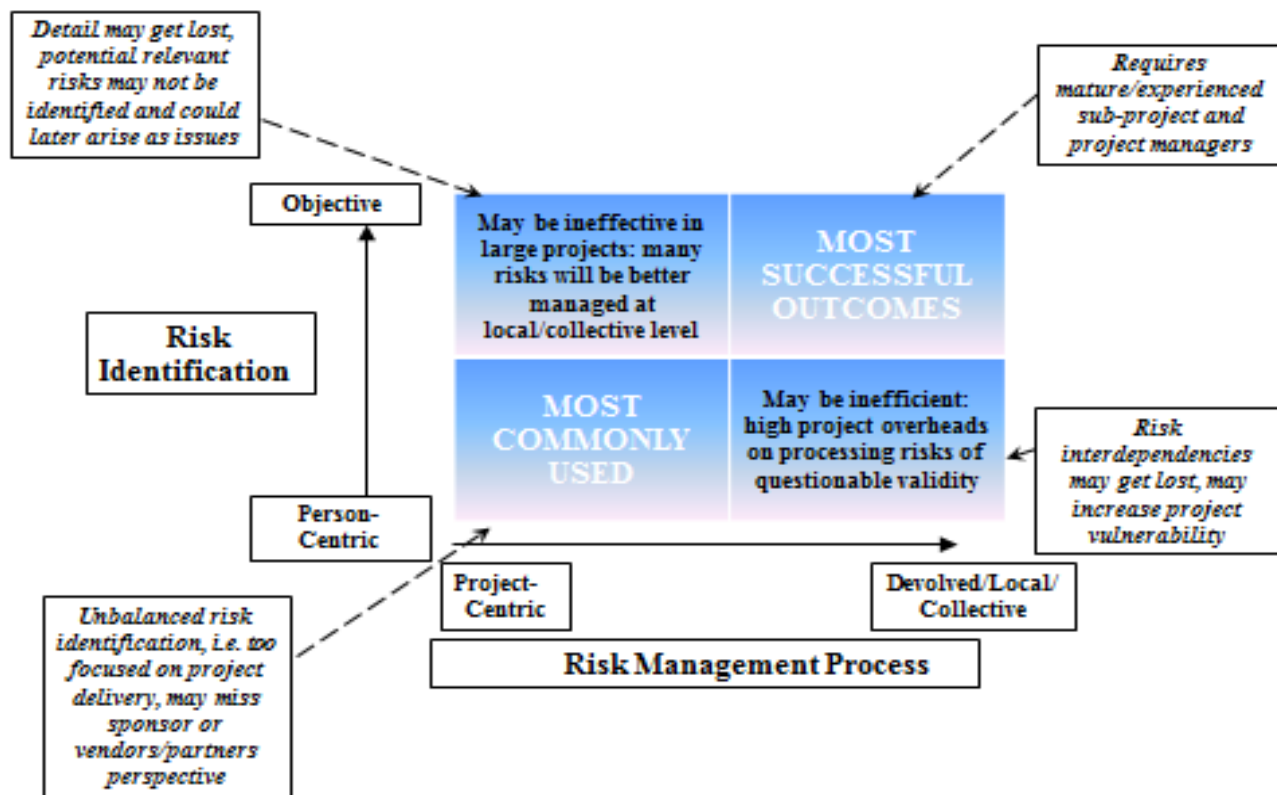 Detail may get lost,
potential relevant
risks may not be
identified and could
later arise as issues
Requires
mature/experienced
sub-project and
project managers
Objective
May be ineffective in
large projects: many
risks will be better
managed at
local/collective level
MOST
SUCCESSFUL
OUTCOMES
Risk
Identification
MOST
COMMONLY
USED
May be inefficient:
high project overheads
on processing risks of
questionable validity
Risk
interdependencies
may get lost, may
increase project
vulnerability
Person-
Centric
Project-
Centric
Devolved/Local/
Collective
Unbalanced risk
identification, i.e. too
focused on project
delivery, may miss
sponsor or
vendors/partners
perspective
Risk Management Process